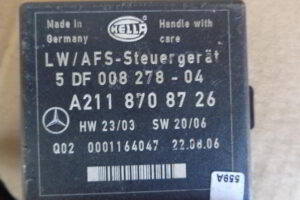 Made in Germany
HELLA
Handle with care
LW/AFS-Steuergerät
5 DF 008 278 - 04
A211 870 87 26
HW 23/03 SW 20/06
Q02 0001164047 22.08.06
559A